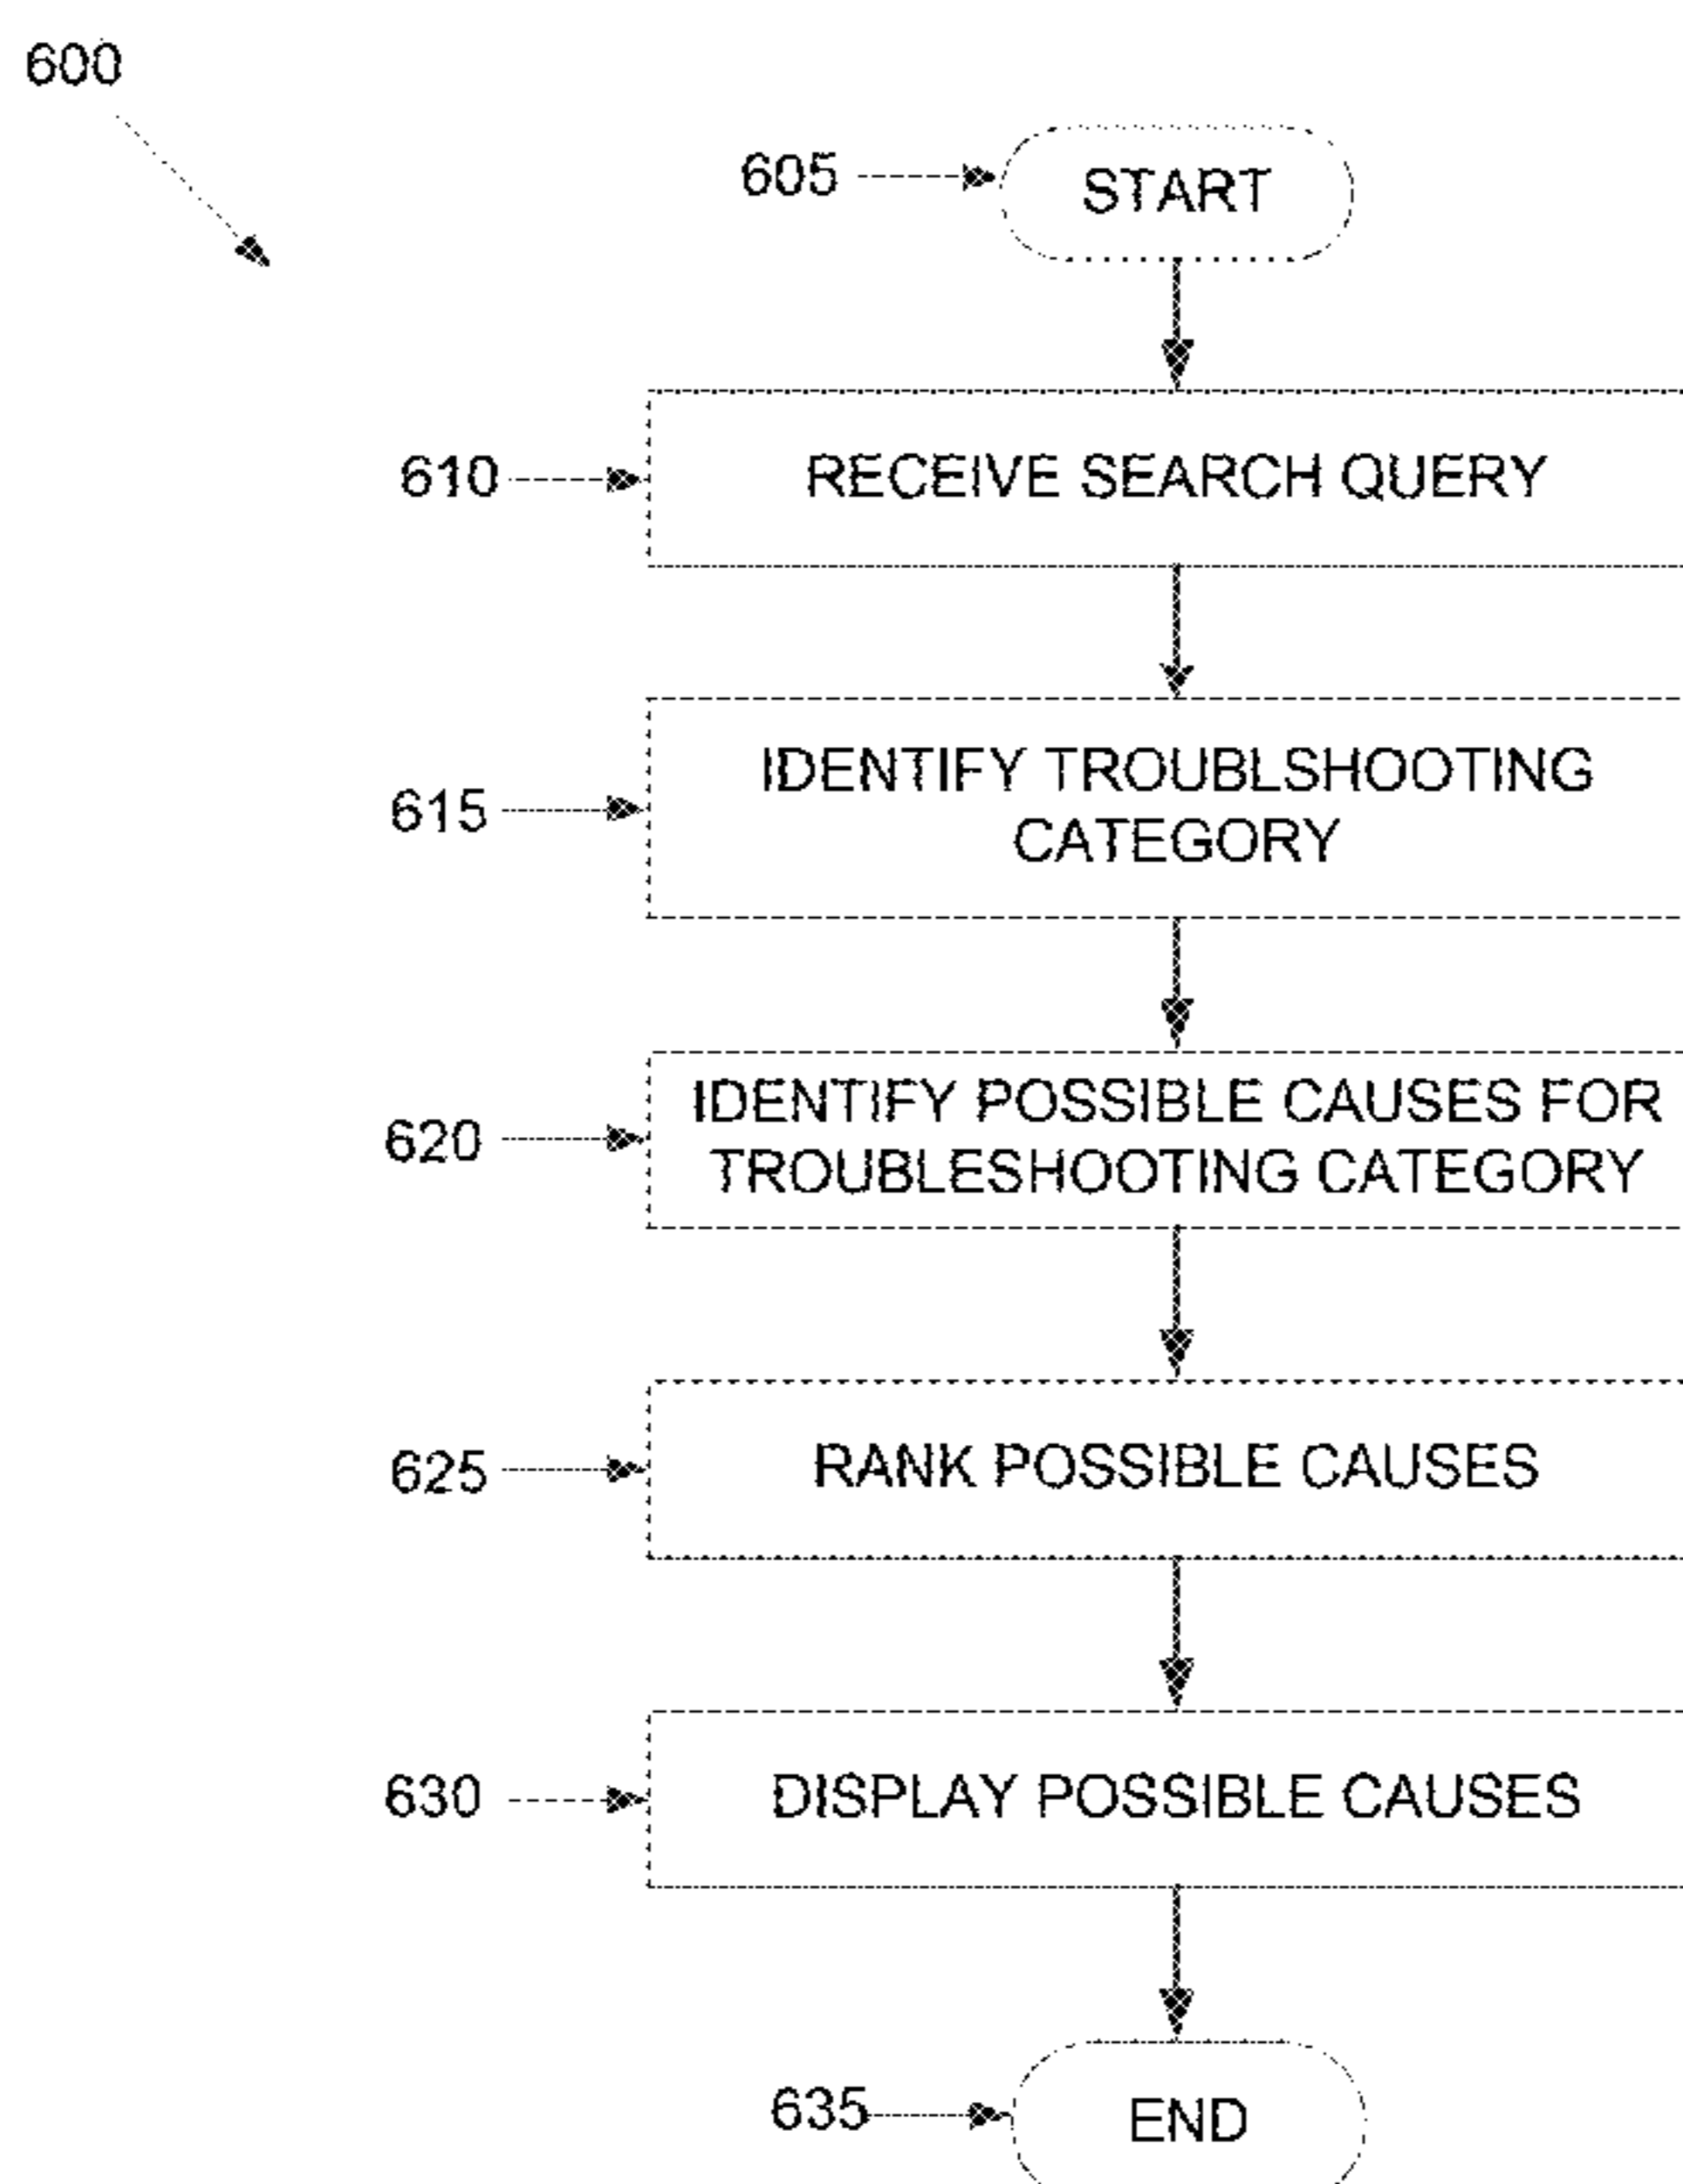 600
605
START
610
RECEIVE SEARCH QUERY
615
IDENTIFY TROUBLSHOOTING
CATEGORY
620
IDENTIFY POSSIBLE CAUSES FOR
TROUBLESHOOTING CATEGORY
625
RANK POSSIBLE CAUSES
630
DISPLAY POSSIBLE CAUSES
635
END